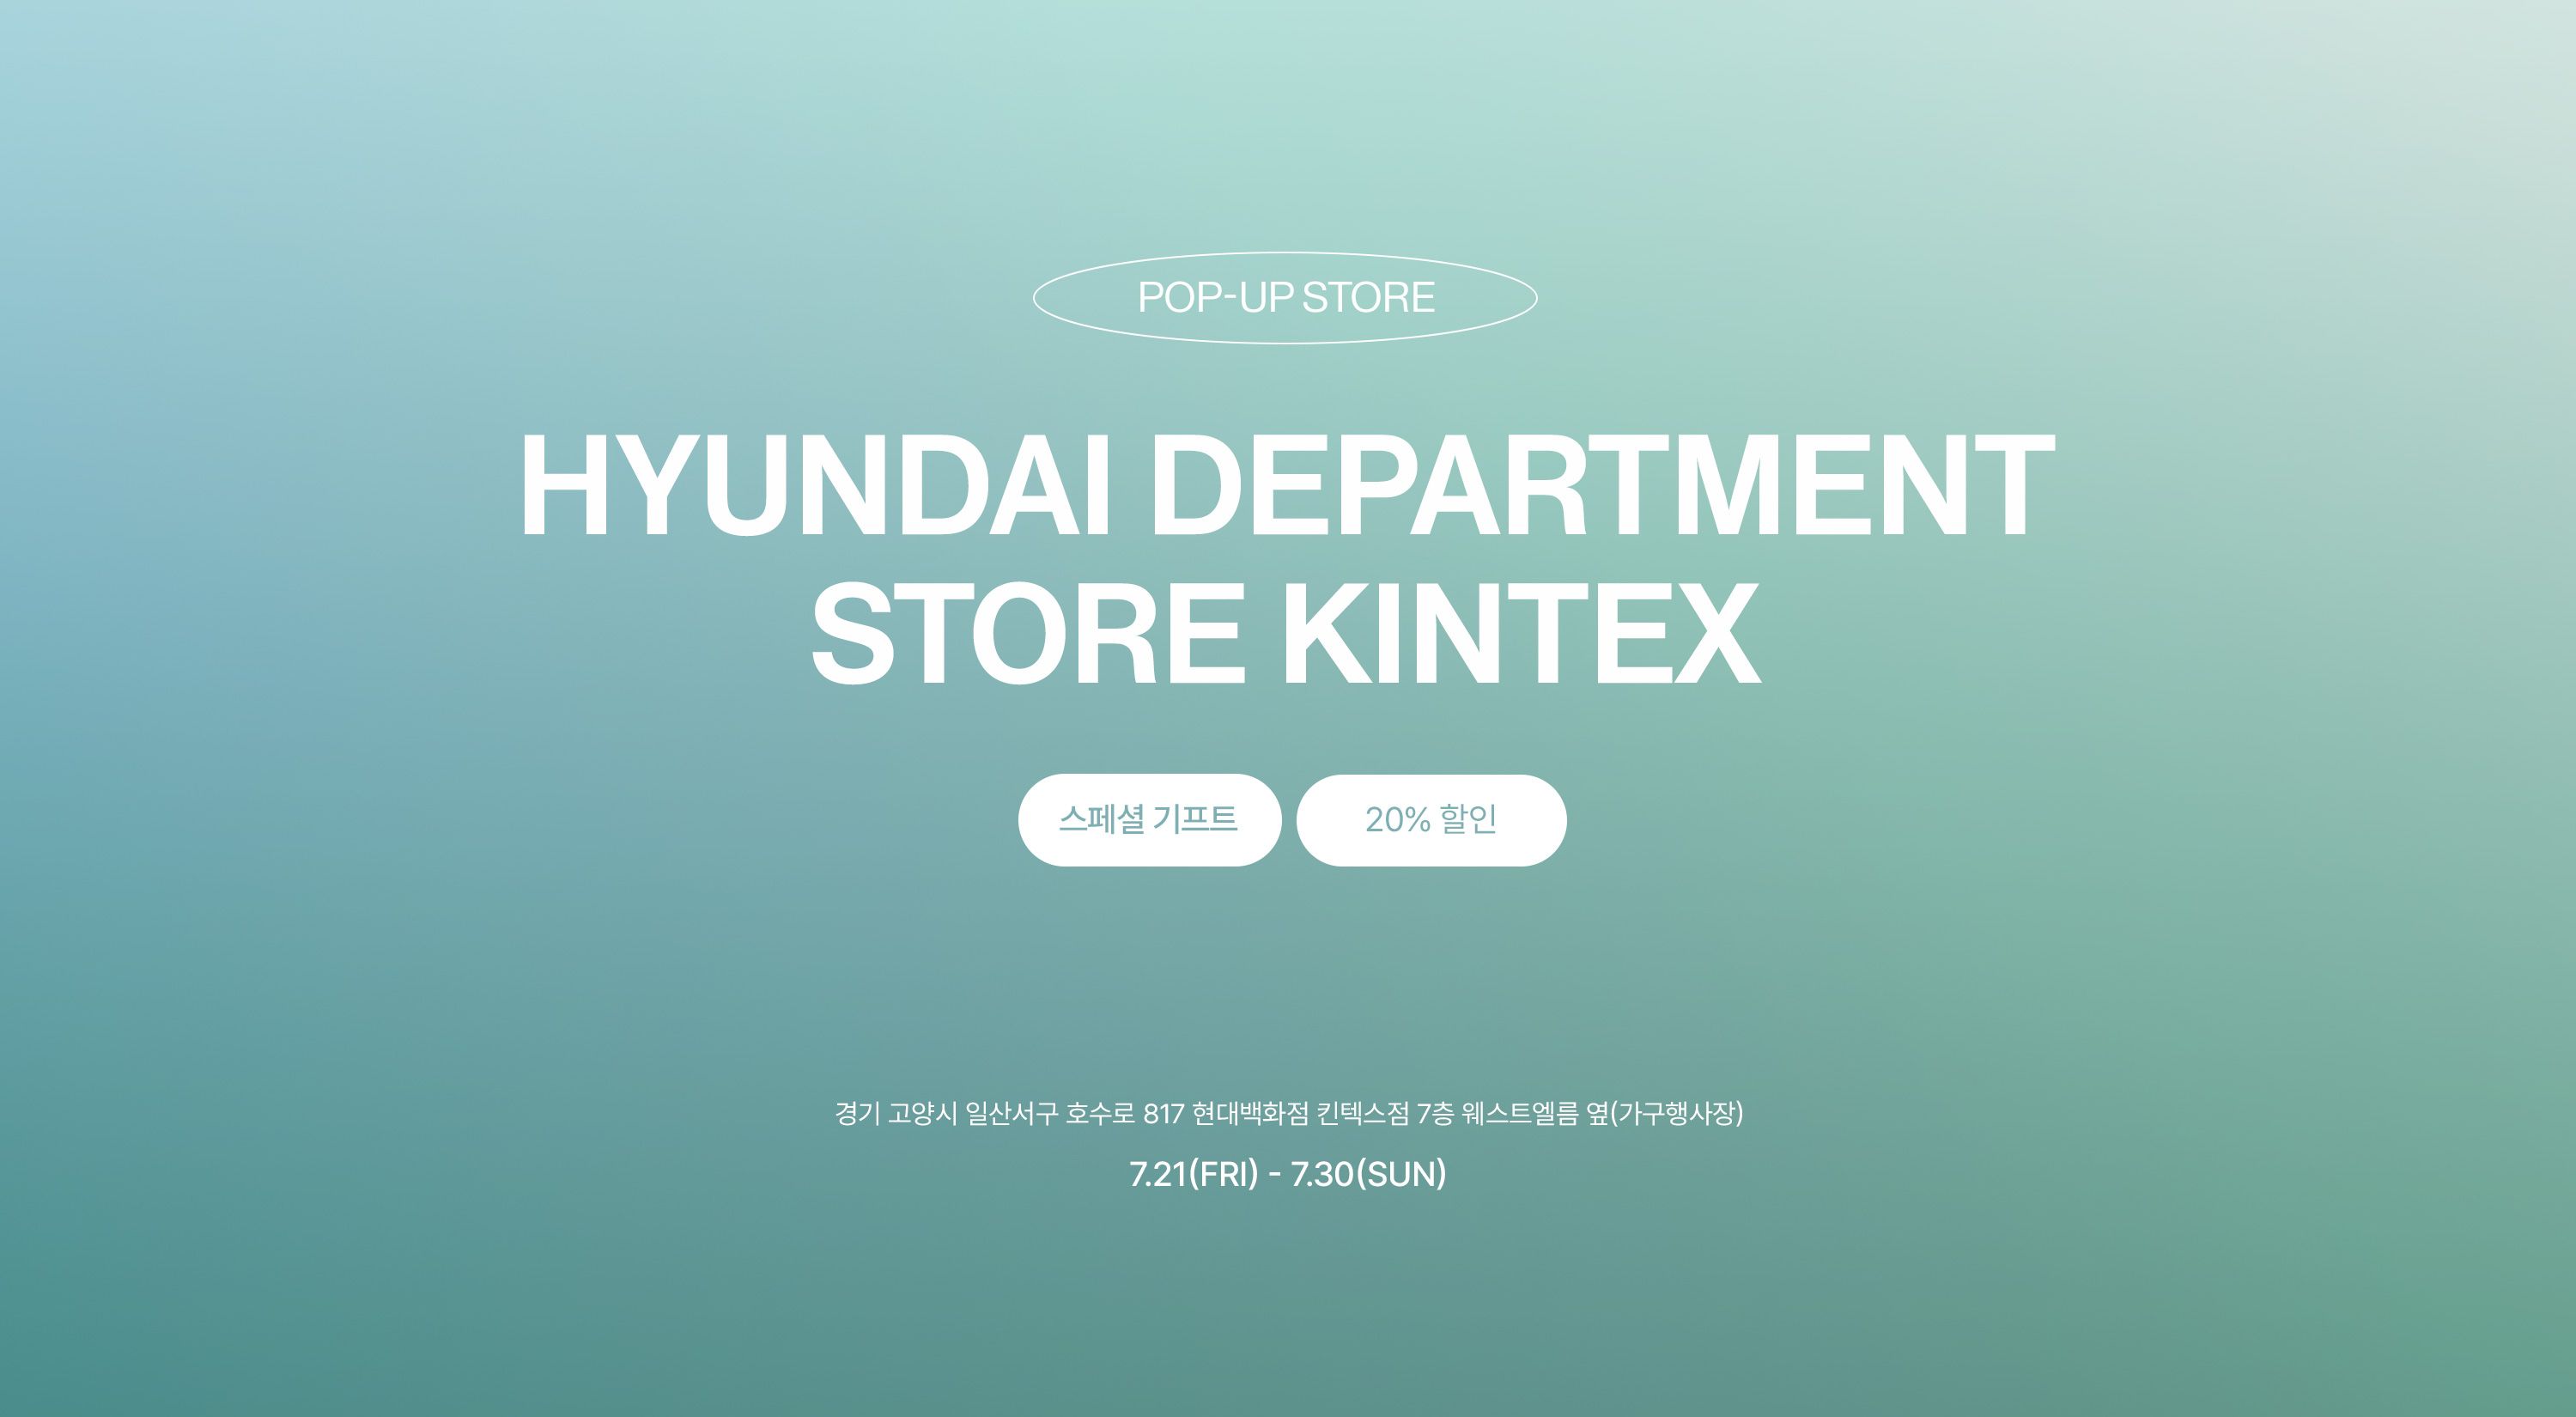 POP-UP STORE
HYUNDAI DEPARTMENT
STORE KINTEX
스페셜 기프트
20% 할인
경기 고양시 일산서구 호수로 817 현대백화점 킨텍스점 7층 웨스트엘름 옆(가구행사장)
7.21(FRI) - 7.30(SUN)